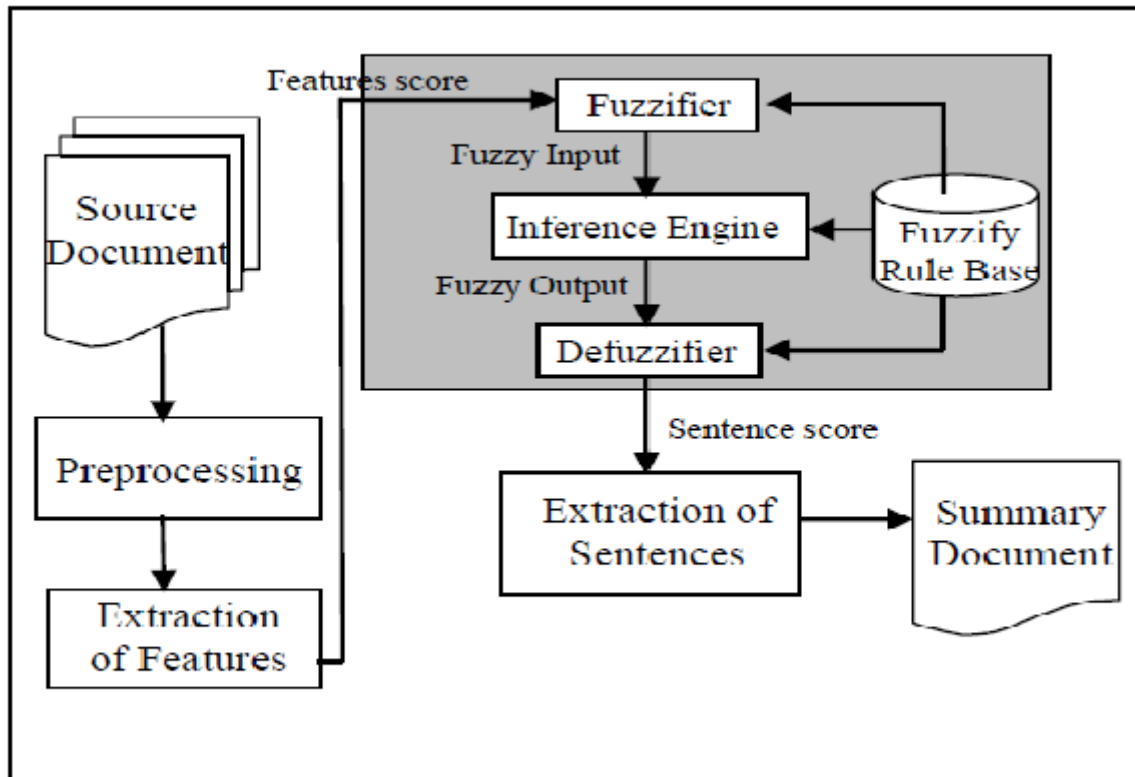 Source
Document
Preprocessing
Extraction
of Features
Features score
Fuzzifier
Fuzzy Input
Inference Engine
Fuzzy Output
Defuzzifier
Fuzzify
Rule Base
Sentence score
Extraction of
Sentences
Summary
Document